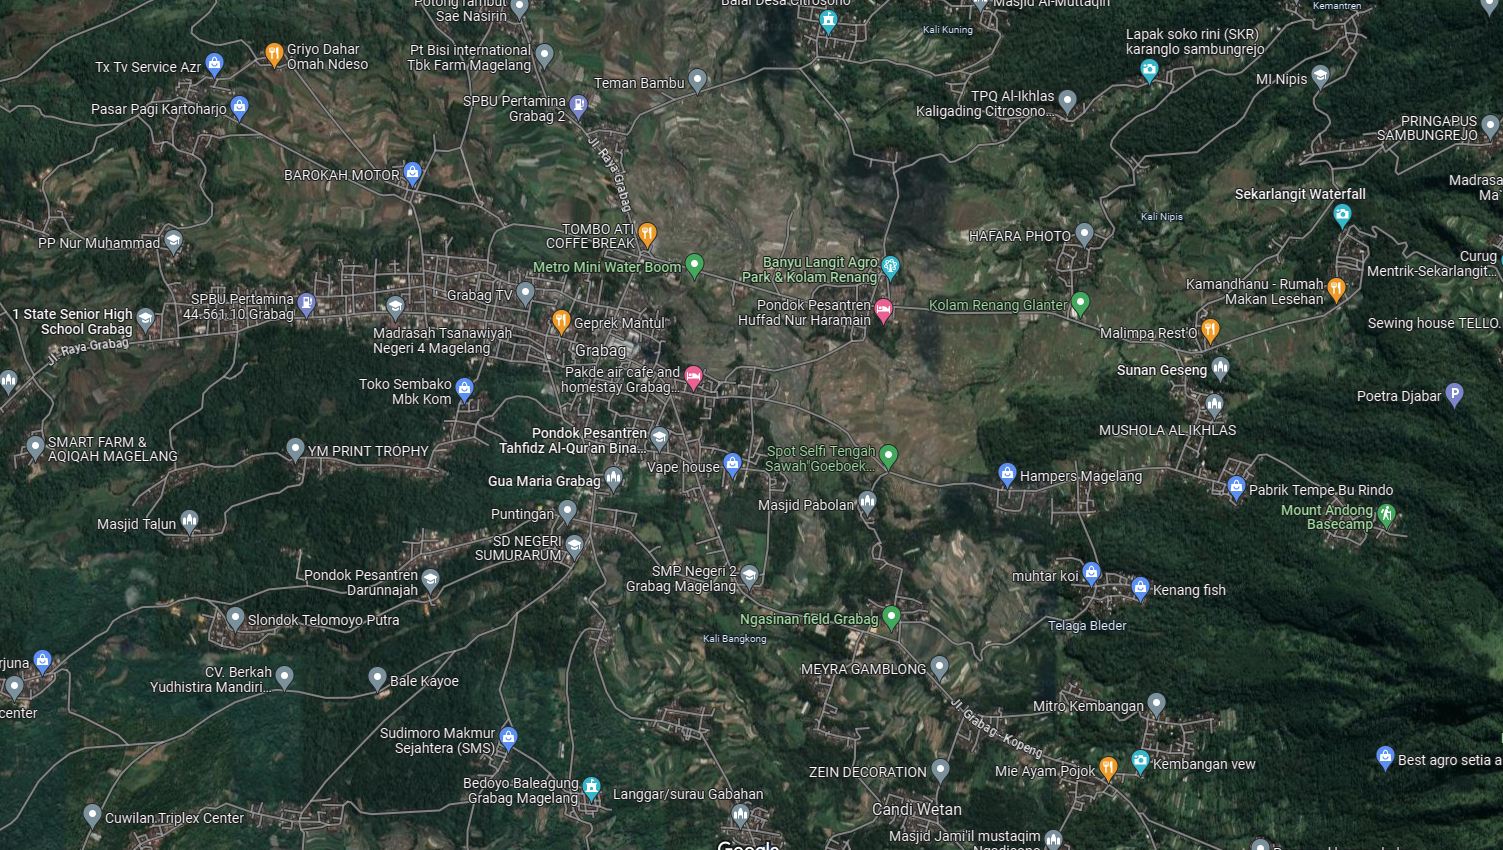 Potong rambut
Sae Nasirin
Balai Desa Citrosono
Masjid Al-Muttaqin
Kemantren
Kali Kuning
Lapak soko rini (SKR)
karanglo sambungrejo
Griyo Dahar
Omah Ndeso
Pt Bisi international
Tbk Farm Magelang
Tx Tv Service Azr
Teman Bambu
MI Nipis
Pasar Pagi Kartoharjo
SPBU Pertamina
Grabag 2
TPQ Al-Ikhlas
Kaligading Citrosono...
PRINGAPUS
SAMBUNGREJO
Jl. Raya Grabag
BAROKAH MOTOR
Madrasa
Ma
Sekarlangit Waterfall
Kali Nipis
PP Nur Muhammad
TOMBO ATI
COFFE BREAK
HAFARA PHOTO
Metro Mini Water Boom
Banyu Langit Agro
Park & Kolam Renang
Curug
Mentrik-Sekarlangit...
Kamandhanu - Rumah
Makan Lesehan
Grabag TV
SPBU Pertamina
44.561.10 Grabag
Pondok Pesantren
Huffad Nur Haramain
Kolam Renang Glanter
1 State Senior High
School Grabag
Madrasah Tsanawiyah
Negeri 4 Magelang
Geprek Mantul
Malimpa Rest'O
Sewing house TELLO.
Jl. Raya Grabag
Grabag
Pakde air cafe and
homestay Grabag...
Sunan Geseng
Toko Sembako
Mbk Kom
Poetra Djabar
P
MUSHOLA AL IKHLAS
SMART FARM &
AQIQAH MAGELANG
YM PRINT TROPHY
Pondok Pesantren
Tahfidz Al-Qur'an Bina...
Spot Selfi Tengah
Sawah"Goeboek...
Vape house
Gua Maria Grabag
Hampers Magelang
Pabrik Tempe Bu Rindo
Masjid Pabolan
Puntingan
Mount Andong
Basecamp
Masjid Talun
SD NEGERI
SUMURARUM
SMP Negeri 2
Grabag Magelang
Pondok Pesantren
Darunnajah
muhtar koi
Kenang fish
Slondok Telomoyo Putra
Ngasinan field Grabag
Telaga Bleder
Kali Bangkong
rjuna
CV. Berkah
Yudhistira Mandiri...
Bale Kayoe
MEYRA GAMBLONG
center
Mitro Kembangan
Jl. Grabag - Kopeng
Sudimoro Makmur
Sejahtera (SMS)
ZEIN DECORATION
Mie Ayam Pojok
Kembangan vew
Best agro setia a
Bedoyo Baleagung
Grabag Magelang
Langgar/surau Gabahan
Candi Wetan
Cuwilan Triplex Center
Masjid Jami'il mustaqim
Google